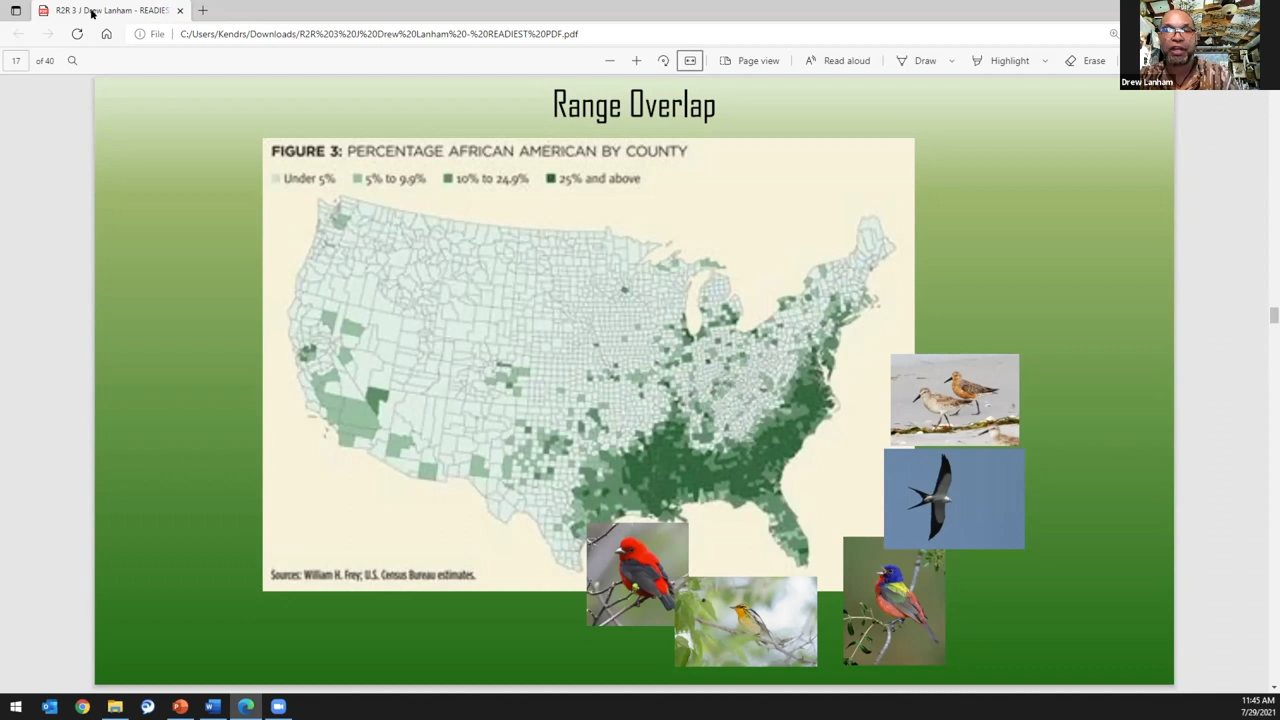 R2R 3 J Drew Lanham - READIES
File
C:/Users/Kendrs/Downloads/R2R%203%20J%20Drew%20Lanham%20-%20READIEST%20PDF.pdf
17 of 40
Page view
Read aloud
Draw
Highlight
Erase
Drew Lanham
Range Overlap
FIGURE 3: PERCENTAGE AFRICAN AMERICAN BY COUNTY
Under 5% 5% to 9.9% 10% to 24.9% 25% and above
Sources: William H. Frey; U.S. Census Bureau estimates.
11:45 AM
7/29/2021